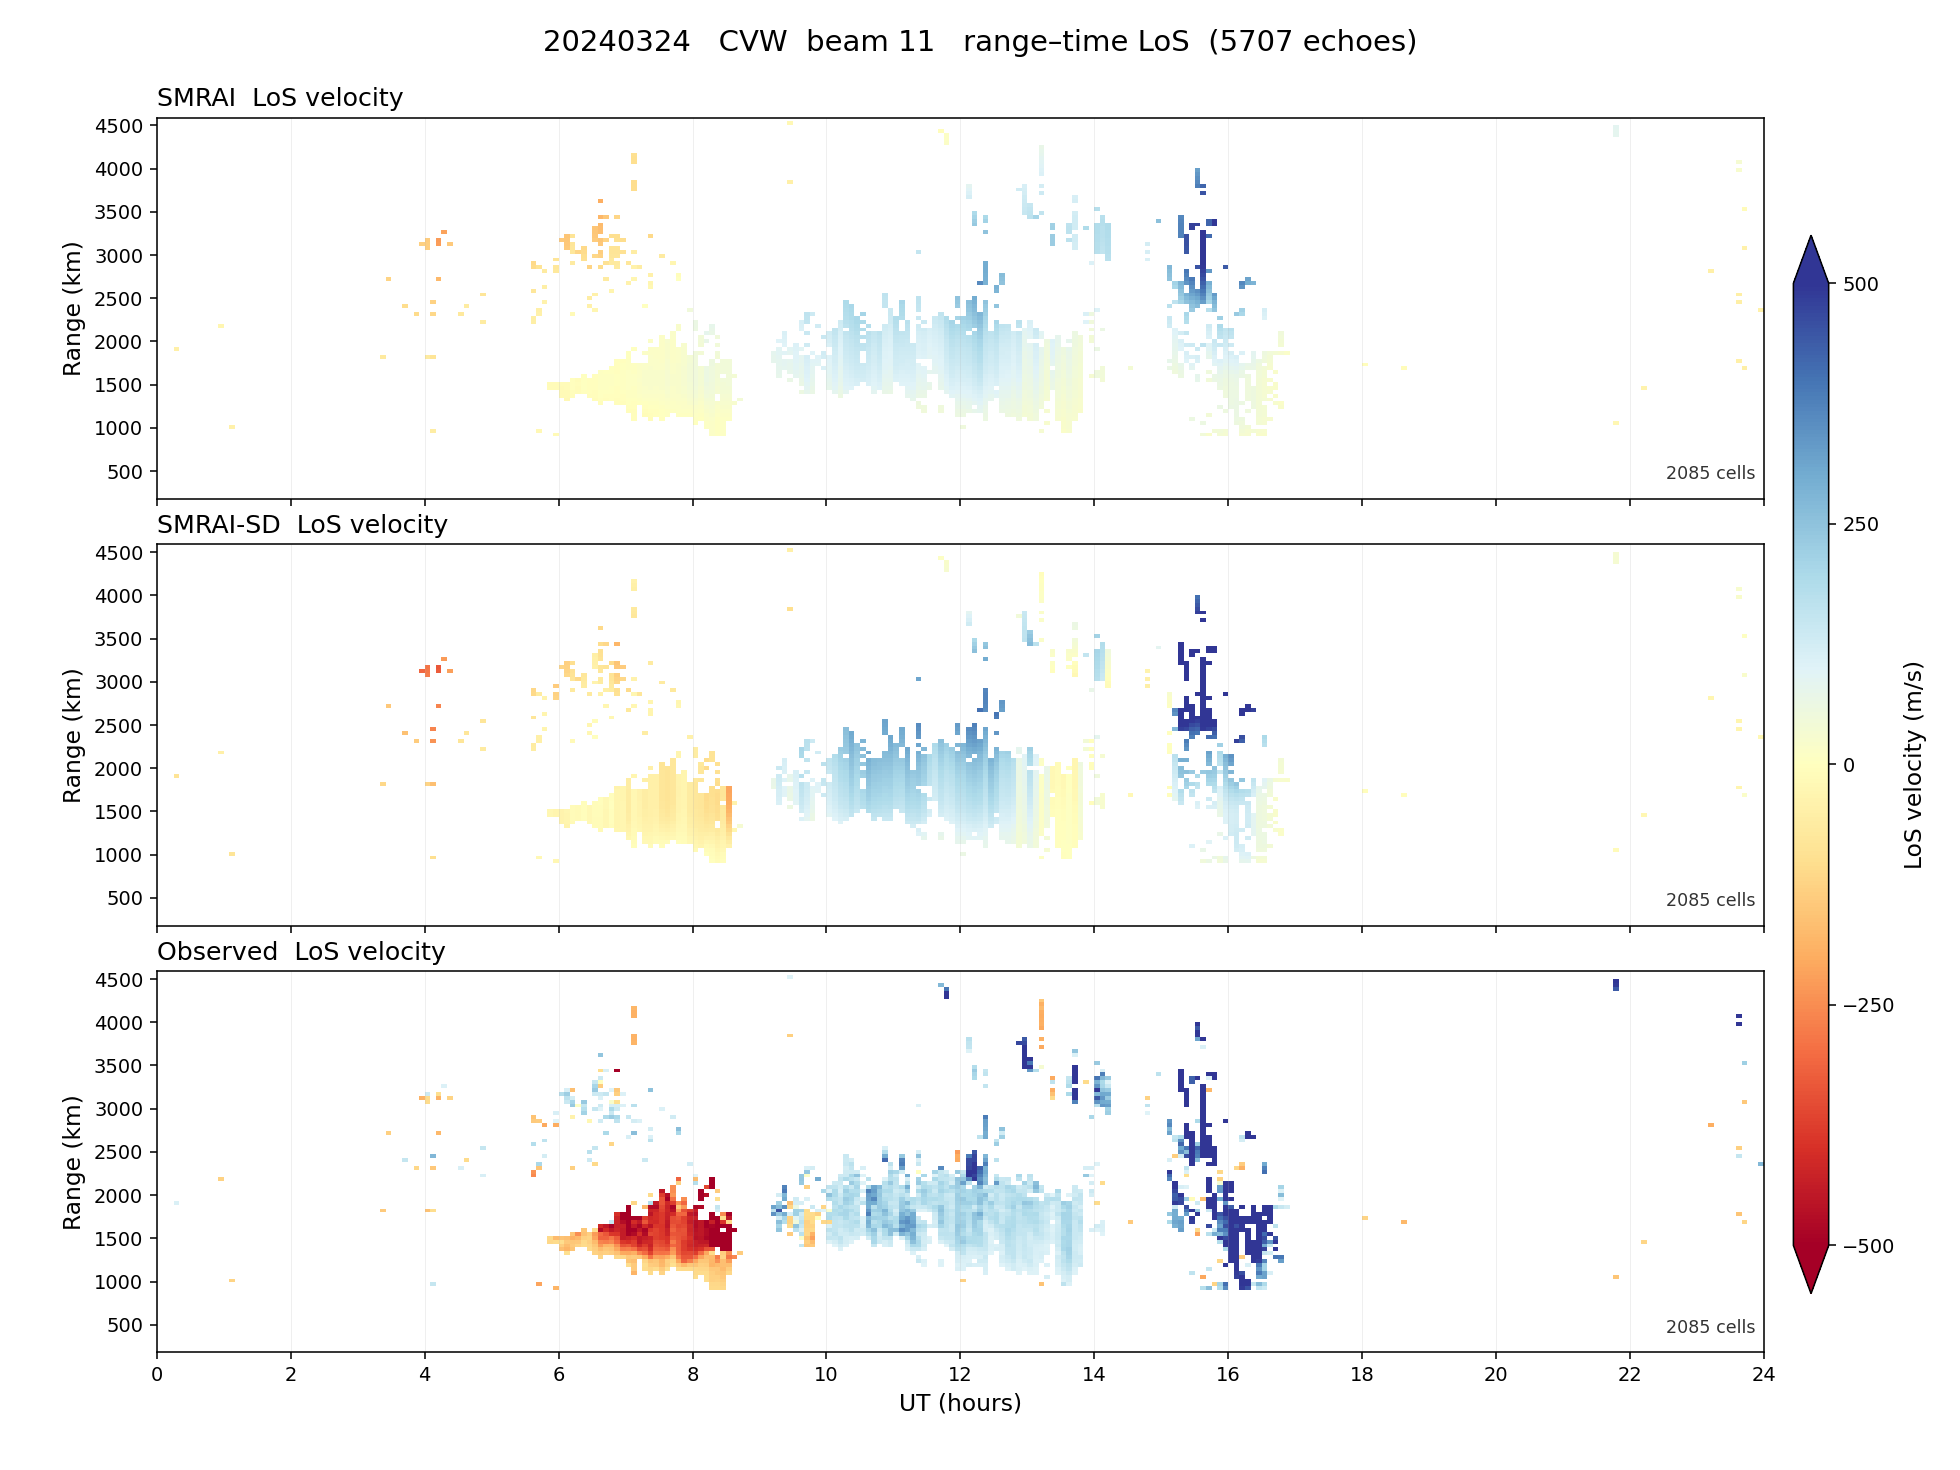 20240324   CVW  beam 11   range–time LoS  (5707 echoes)
SMRAI  LoS velocity
4500
4000
3500
3000
2500
2000
1500
1000
500
Range (km)
2085 cells
SMRAI-SD  LoS velocity
4500
4000
3500
3000
2500
2000
1500
1000
500
Range (km)
2085 cells
Observed  LoS velocity
4500
4000
3500
3000
2500
2000
1500
1000
500
Range (km)
2085 cells
0 2 4 6 8 10 12 14 16 18 20 22 24
UT (hours)
500
250
0
−250
−500
LoS velocity (m/s)